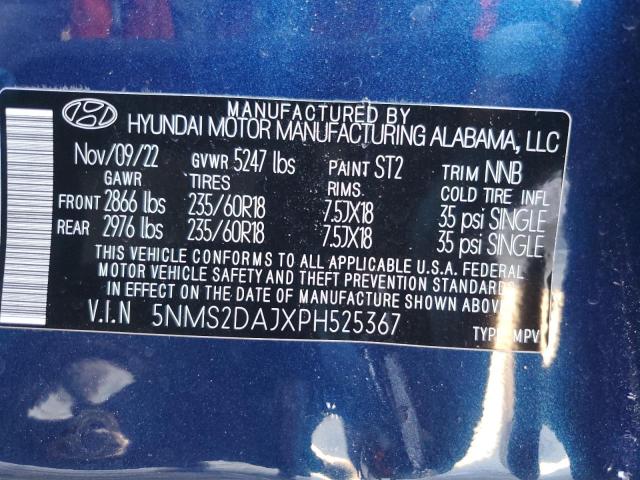 MANUFACTURED BY
HYUNDAI MOTOR MANUFACTURING ALABAMA, LLC
Nov/09/22 GVWR 5247 lbs PAINT ST2 TRIM NNB
GAWR TIRES RIMS. COLD TIRE INFL
FRONT 2866 lbs 235/60R18 7.5JX18 35 psi SINGLE
REAR 2976 lbs 235/60R18 7.5JX18 35 psi SINGLE
THIS VEHICLE CONFORMS TO ALL APPLICABLE U.S.A. FEDERAL
MOTOR VEHICLE SAFETY AND THEFT PREVENTION STANDARDS
IN EFFECT ON THE DATE OF MANUFACTURE SHOWN ABOVE.
V.I.N 5NMS2DAJXPH525367 TYPE: MPV